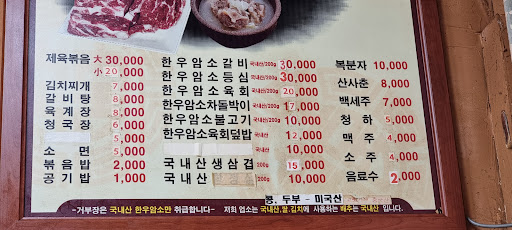 제육볶음 大 30,000
小 20,000
김치찌개 7,000
갈비탕 8,000
육계장 8,000
청국장 6,000
5,000
소면 5,000
볶음밥 2,000
공기밥 1,000
한우암소갈비 국내산/200g 30,000
한우암소등심 국내산/200g 30,000
한우암소육회 국내산/200g 20,000
한우암소차돌박이 국내산/200g 17,000
한우암소불고기 국내산/200g 10,000
한우암소육회덮밥 국내산 12,000
국내산 10,000
국내산생삼겹 200g 15,000
국내산 10,000
복분자 10,000
산사춘 8,000
백세주 7,000
청하 5,000
맥주 4,000
소주 4,000
음료수 2,000
콩, 두부 - 미국산
-거부장은 국내산 한우암소만 취급합니다- 저희 업소는 국내산,쌀,김치에 사용하는 배추는 국내산 입니다.